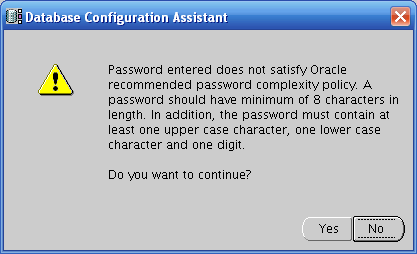 Database Configuration Assistant
Password entered does not satisfy Oracle
recommended password complexity policy. A
password should have minimum of 8 characters in
length. In addition, the password must contain at
least one upper case character, one lower case
character and one digit.
Do you want to continue?
Yes
No